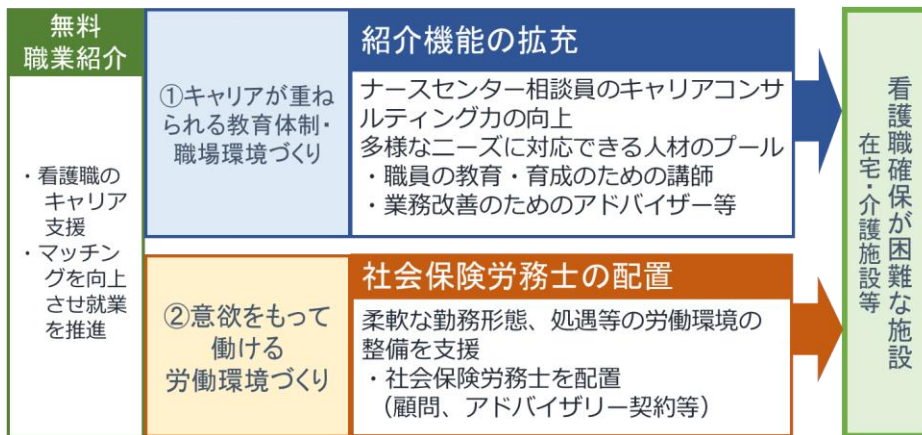 無料
職業紹介
・看護職の
キャリア
支援
・マッチン
グを向上
させ就業
を推進
①キャリアが重ね
られる教育体制・
職場環境づくり
紹介機能の拡充
ナースセンター相談員のキャリアコンサ
ルティング力の向上
多様なニーズに対応できる人材のプール
・職員の教育・育成のための講師
・業務改善のためのアドバイザー等
②意欲をもって
働ける
労働環境づくり
社会保険労務士の配置
柔軟な勤務形態、処遇等の労働環境の
整備を支援
・社会保険労務士を配置
（顧問、アドバイザリー契約等）
看護職確保が困難な施設
在宅・介護施設等